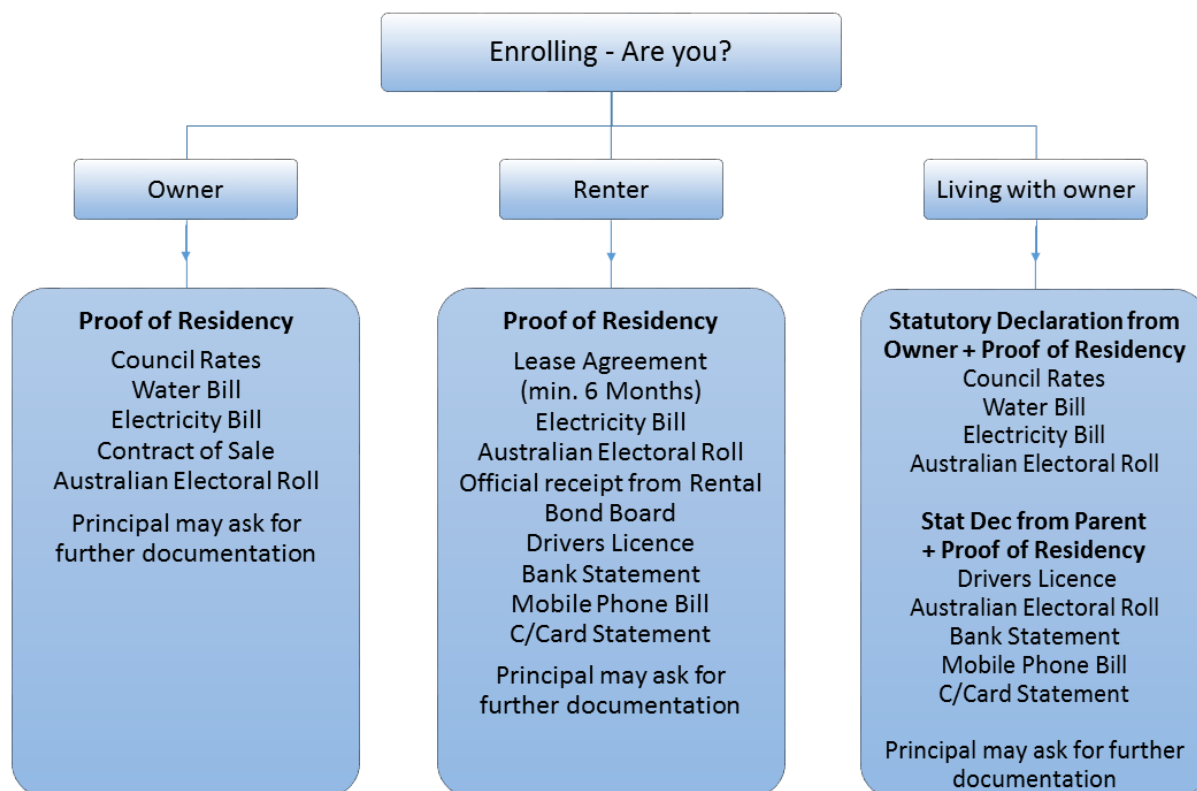 Enrolling - Are you?
Owner
Renter
Living with owner
Proof of Residency
Council Rates
Water Bill
Electricity Bill
Contract of Sale
Australian Electoral Roll
Principal may ask for
further documentation
Proof of Residency
Lease Agreement
(min. 6 Months)
Electricity Bill
Australian Electoral Roll
Official receipt from Rental
Bond Board
Drivers Licence
Bank Statement
Mobile Phone Bill
C/Card Statement
Principal may ask for
further documentation
Statutory Declaration from
Owner + Proof of Residency
Council Rates
Water Bill
Electricity Bill
Australian Electoral Roll
Stat Dec from Parent
+ Proof of Residency
Drivers Licence
Australian Electoral Roll
Bank Statement
Mobile Phone Bill
C/Card Statement
Principal may ask for further
documentation